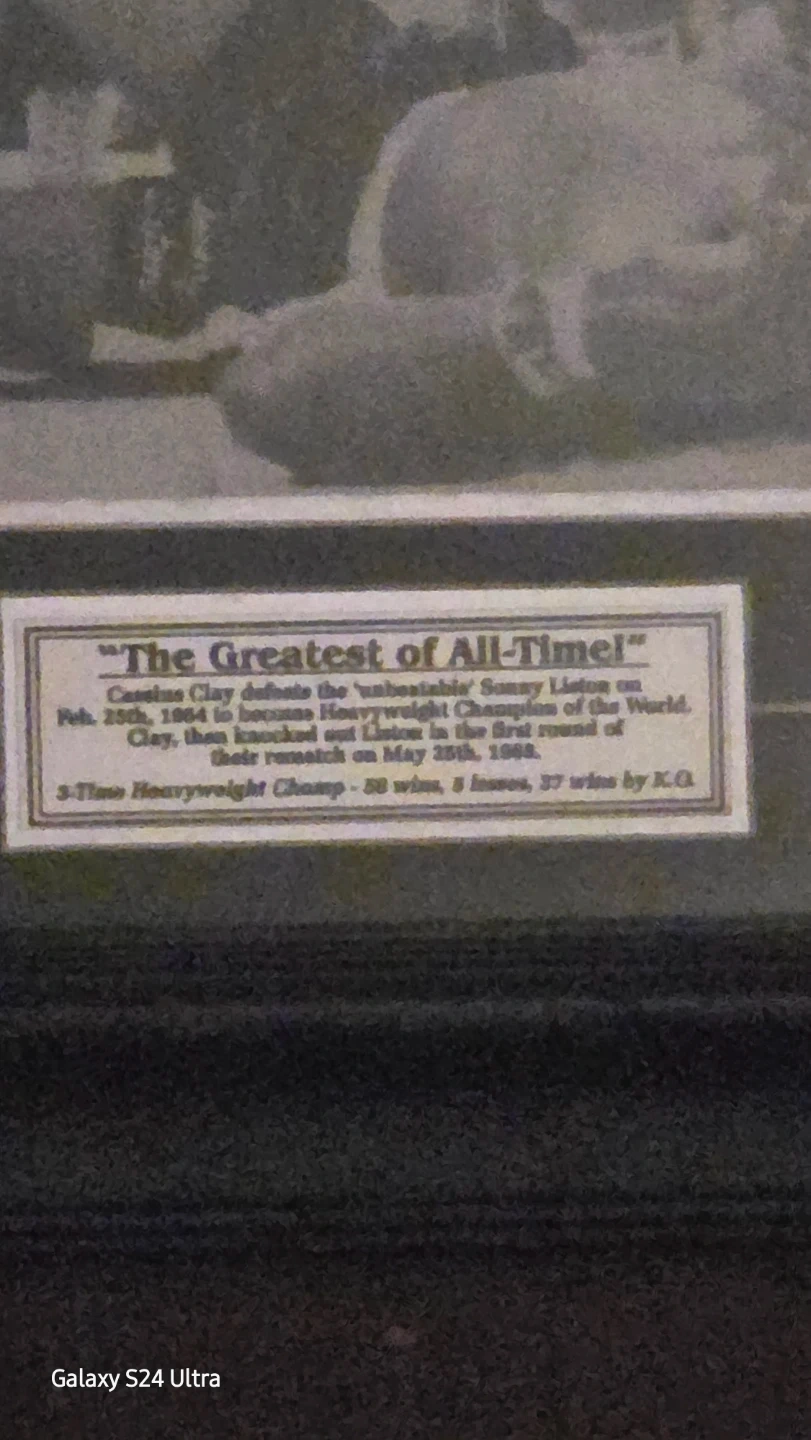 "The Greatest of All-Time!"
Cassius Clay defeats the 'unbeatable' Sonny Liston on
Feb. 25th, 1964 to become Heavyweight Champion of the World.
Clay, then knocked out Liston in the first round of
their rematch on May 25th,
3-Time Heavyweight Champ - 56 wins, 5 losses, 37 wins by K.O.
Galaxy S24 Ultra